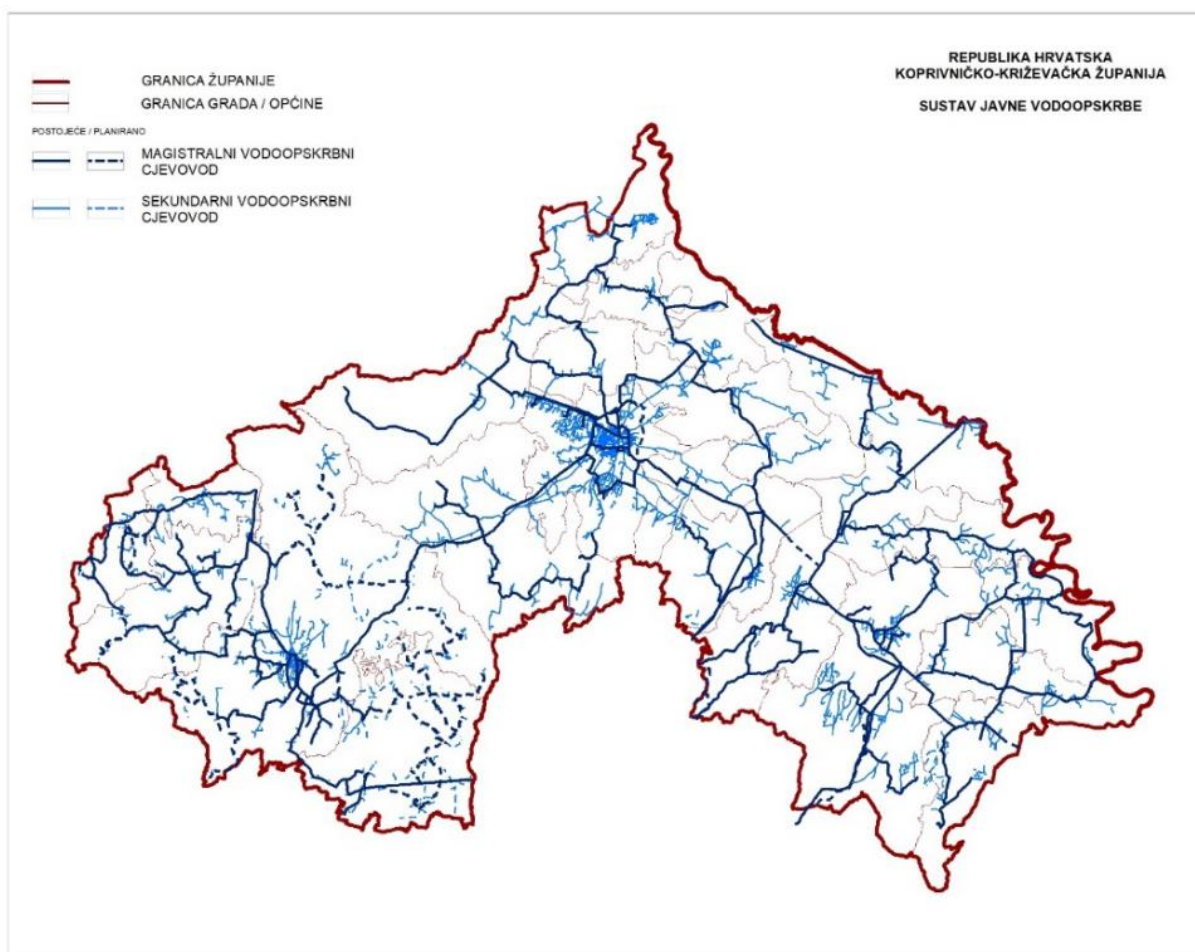 REPUBLIKA HRVATSKA
KOPRIVNIČKO-KRIŽEVAČKA ŽUPANIJA
SUSTAV JAVNE VODOOPSKRBE
GRANICA ŽUPANIJE
GRANICA GRADA / OPĆINE
POSTOJEĆE / PLANIRANO
MAGISTRALNI VODOOPSKRBNI
CJEVOVOD
SEKUNDARNI VODOOPSKRBNI
CJEVOVOD